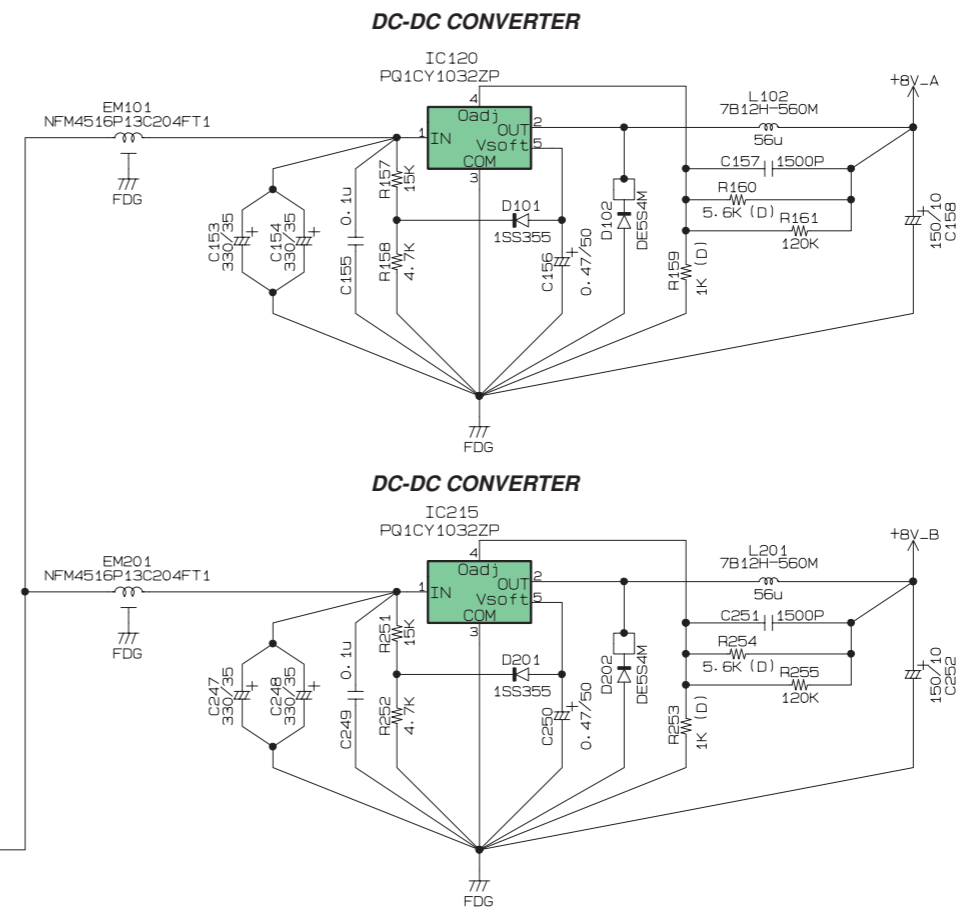 DC-DC CONVERTER
IC120
PQ1CY1032ZP
EM101
NFM4516P13C204FT1
FDG
1
IN
4
Oadj
OUT
2
Vsoft
5
COM
3
L102
7B12H-560M
56u
+8V_A
C157
1500P
R160
5.6K (D)
R161
120K
R159
1K (D)
C158
150/10
+
D101
1SS355
D102
DE5S4M
C156
0.47/50
+
R157
15K
R158
4.7K
C155
0.1u
C153
330/35
+
C154
330/35
+
FDG
DC-DC CONVERTER
IC215
PQ1CY1032ZP
EM201
NFM4516P13C204FT1
FDG
1
IN
4
Oadj
OUT
2
Vsoft
5
COM
3
L201
7B12H-560M
56u
+8V_B
C251
1500P
R254
5.6K (D)
R255
120K
R253
1K (D)
C252
150/10
+
D201
1SS355
D202
DE5S4M
C250
0.47/50
+
R251
15K
R252
4.7K
C249
0.1u
C247
330/35
+
C248
330/35
+
FDG